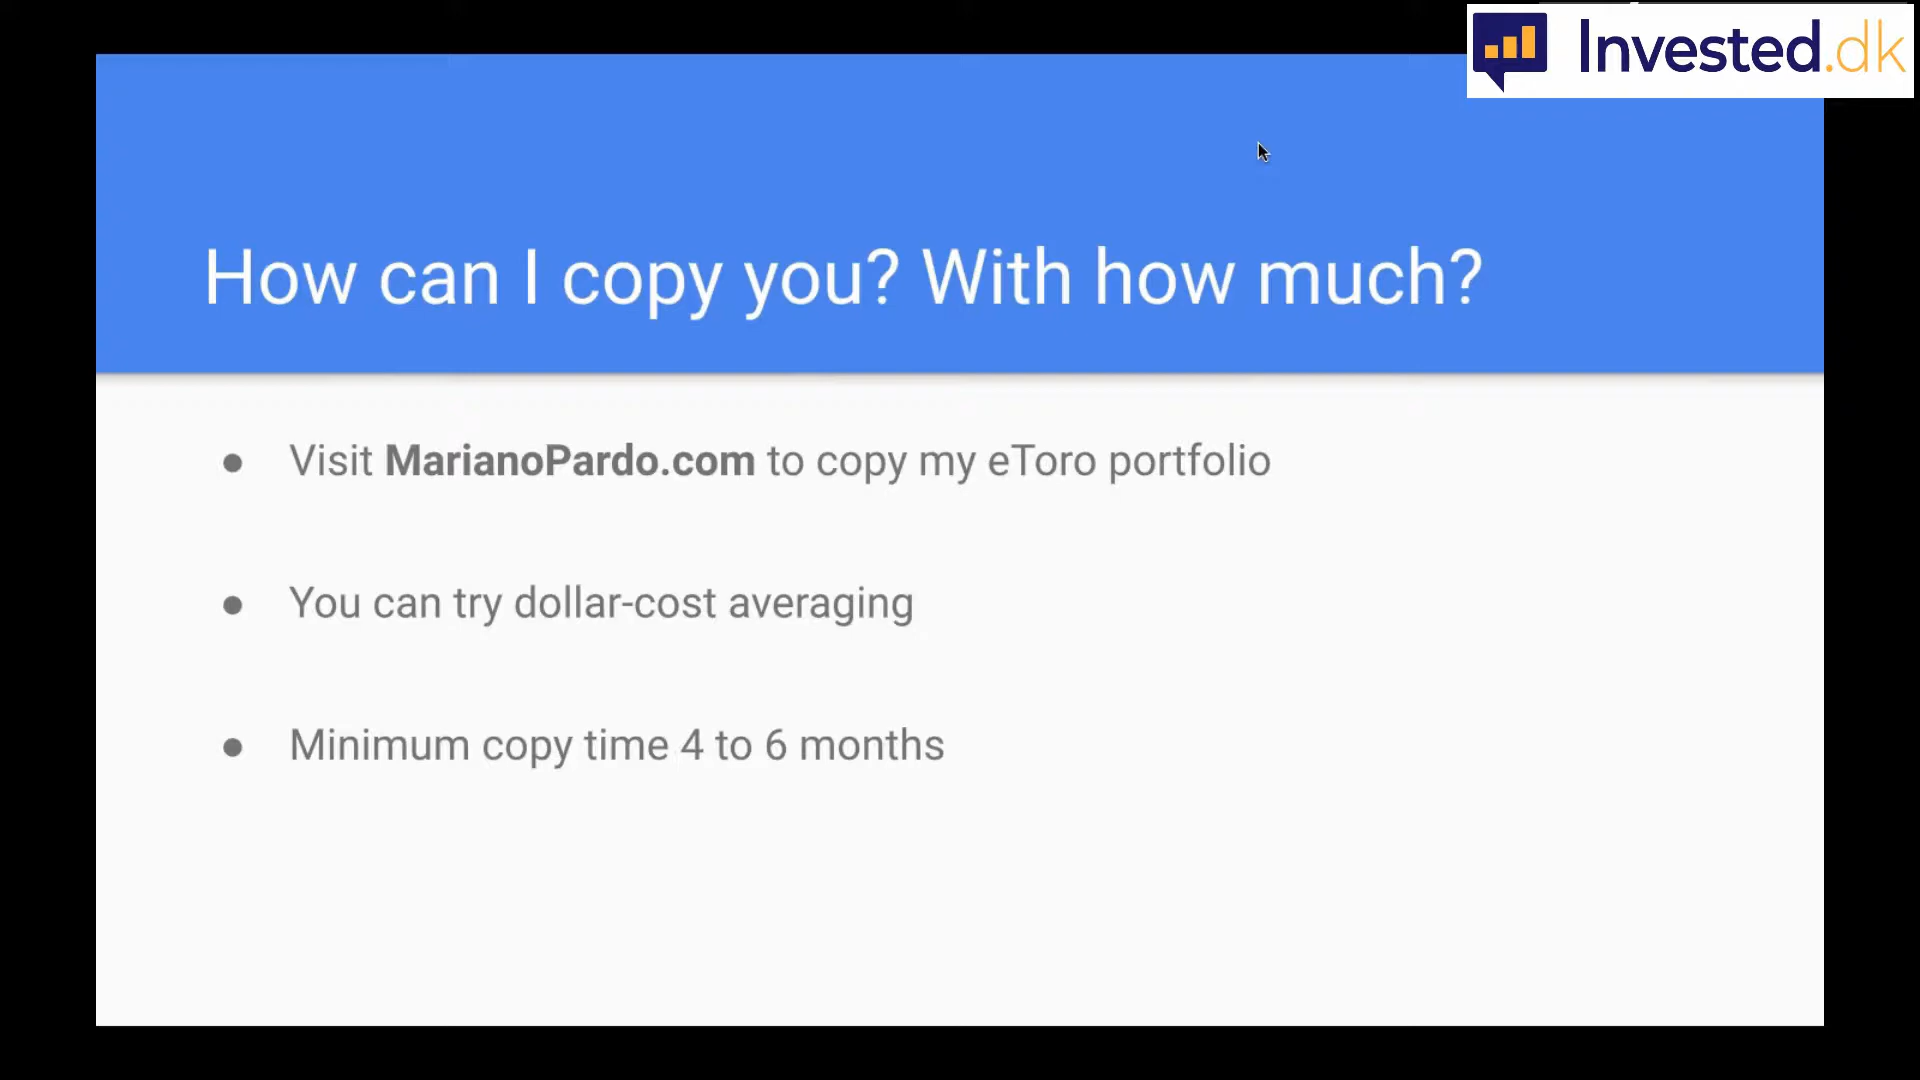 Invested.dk
How can I copy you? With how much?
● Visit MarianoPardo.com to copy my eToro portfolio
● You can try dollar-cost averaging
● Minimum copy time 4 to 6 months